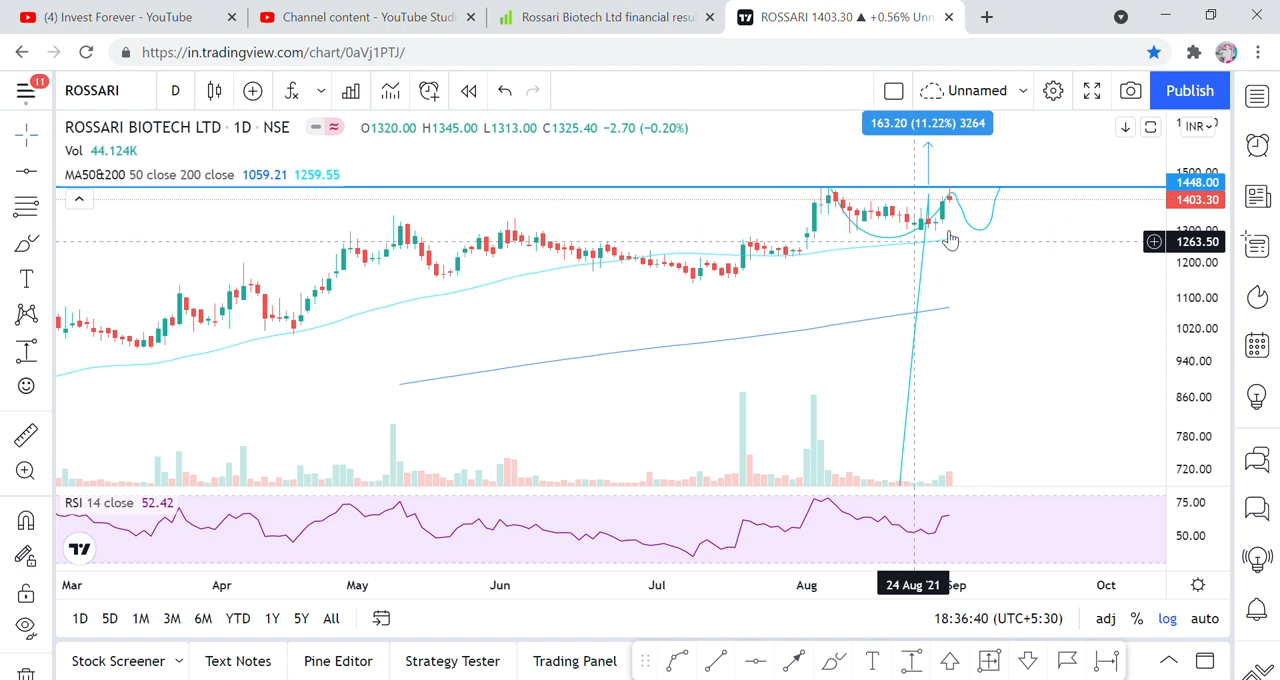 (4) Invest Forever - YouTube
Channel content - YouTube Studi
Rossari Biotech Ltd financial resu
ROSSARI 1403.30 ▲ +0.56% Unn
https://in.tradingview.com/chart/0aVj1PTJ/
11
ROSSARI
D
Unnamed
Publish
ROSSARI BIOTECH LTD · 1D · NSE
O1320.00 H1345.00 L1313.00 C1325.40 −2.70 (−0.20%)
163.20 (11.22%) 3264
INR
Vol 44.124K
MA50&200 50 close 200 close 1059.21 1259.55
1500.00
1448.00
1403.30
1300.00
1263.50
1200.00
1100.00
1020.00
940.00
860.00
780.00
720.00
RSI 14 close 52.42
75.00
50.00
Mar Apr May Jun Jul Aug 24 Aug '21 Sep Oct
1D 5D 1M 3M 6M YTD 1Y 5Y All
18:36:40 (UTC+5:30)
adj % log auto
Stock Screener Text Notes Pine Editor Strategy Tester Trading Panel